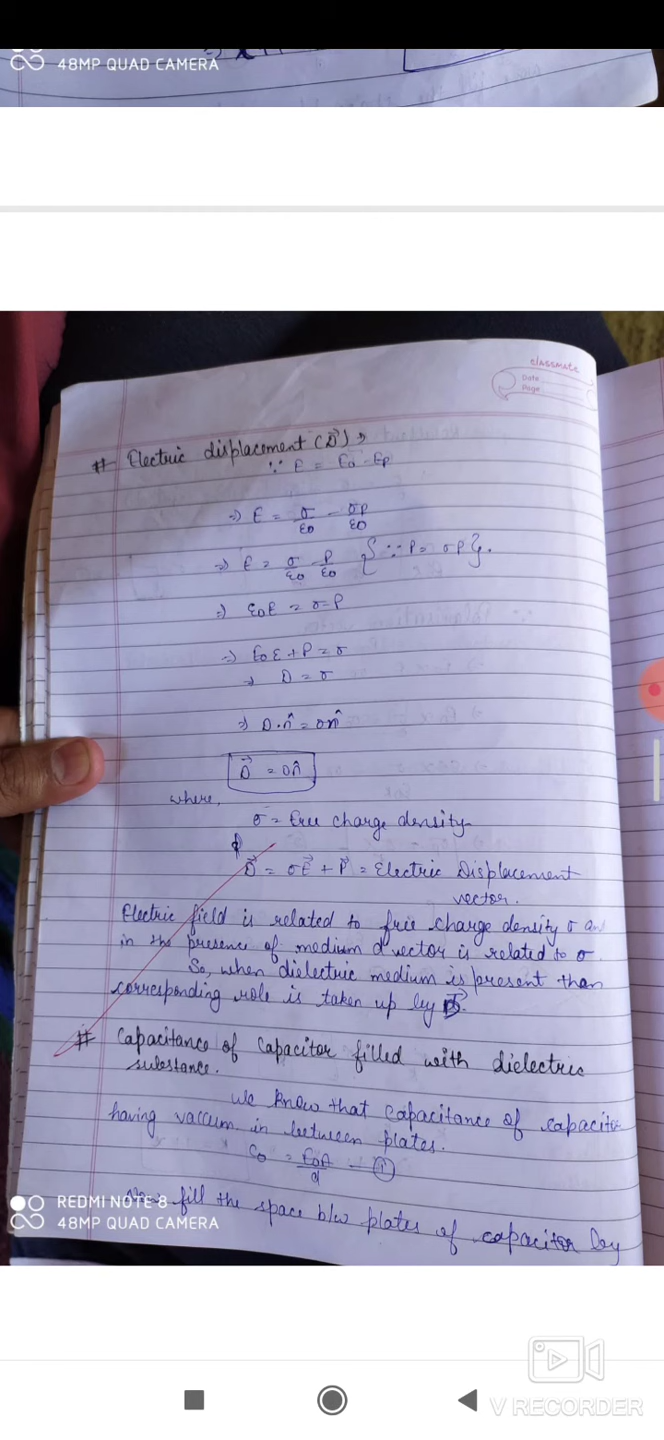 48MP QUAD CAMERA
classmate
Date
Page
# Electric displacement (D⃗) →
∵ E = E₀ - Ep
⇒ E = σ/ε₀ - σp/ε₀
⇒ E = σ/ε₀ - P/ε₀ {∵ P = σp}.
⇒ ε₀E = σ - P
⇒ ε₀E + P = σ
→ D = σ
⇒ D·n̂ = σn̂
D⃗ = σn̂
where,
σ = free charge density
&
D⃗ = σE⃗ + P⃗ = Electric Displacement
vector.
Electric field is related to free charge density σ an
in the presence of medium d vector is related to σ.
So, when dielectric medium is present than
corresponding role is taken up by D⃗.
# Capacitance of Capacitor filled with dielectric
substance.
we know that capacitance of capacito
having vaccum in between plates.
C₀ = ε₀A/d — ①
REDMI NOTE 8
fill the space b/w plates of capacitor by
48MP QUAD CAMERA
V RECORDER